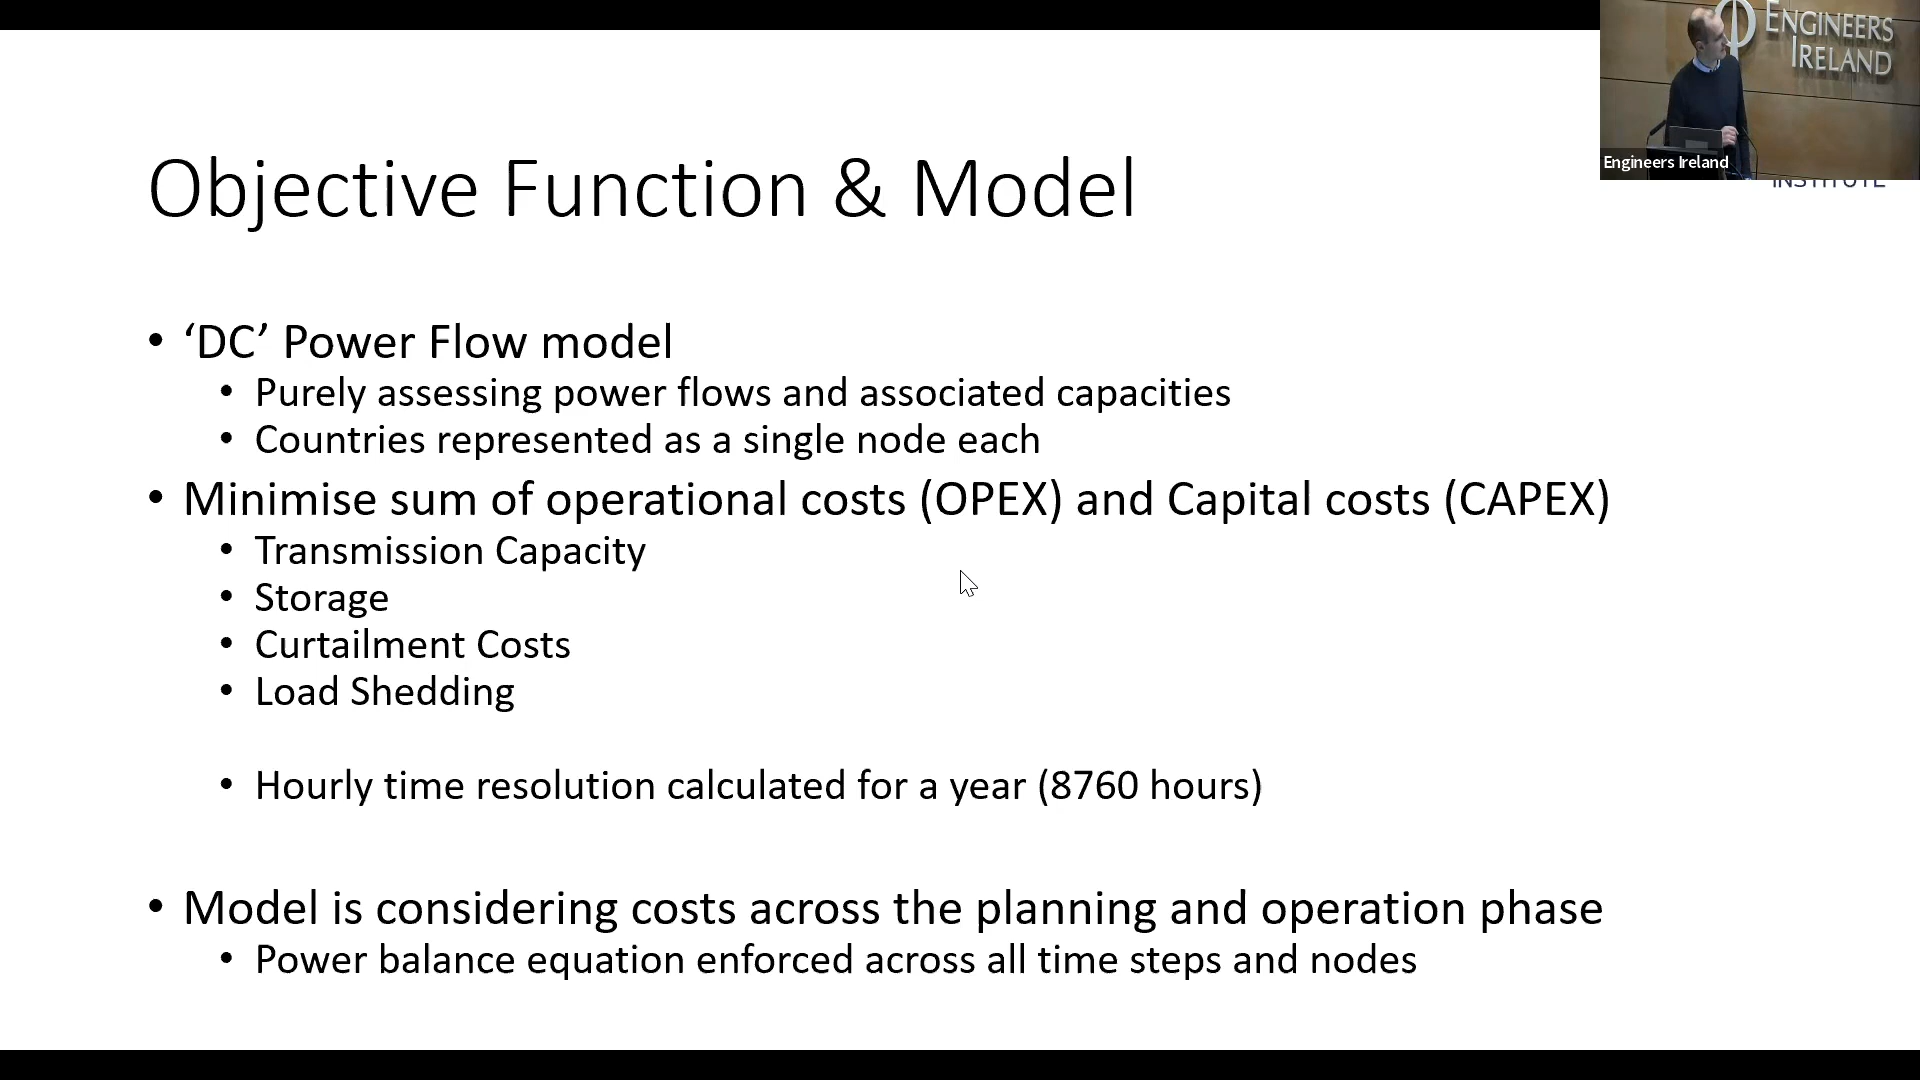 ENGINEERS
IRELAND
Engineers Ireland
INSTITUTE
Objective Function & Model
• ‘DC’ Power Flow model
• Purely assessing power flows and associated capacities
• Countries represented as a single node each
• Minimise sum of operational costs (OPEX) and Capital costs (CAPEX)
• Transmission Capacity
• Storage
• Curtailment Costs
• Load Shedding
• Hourly time resolution calculated for a year (8760 hours)
• Model is considering costs across the planning and operation phase
• Power balance equation enforced across all time steps and nodes